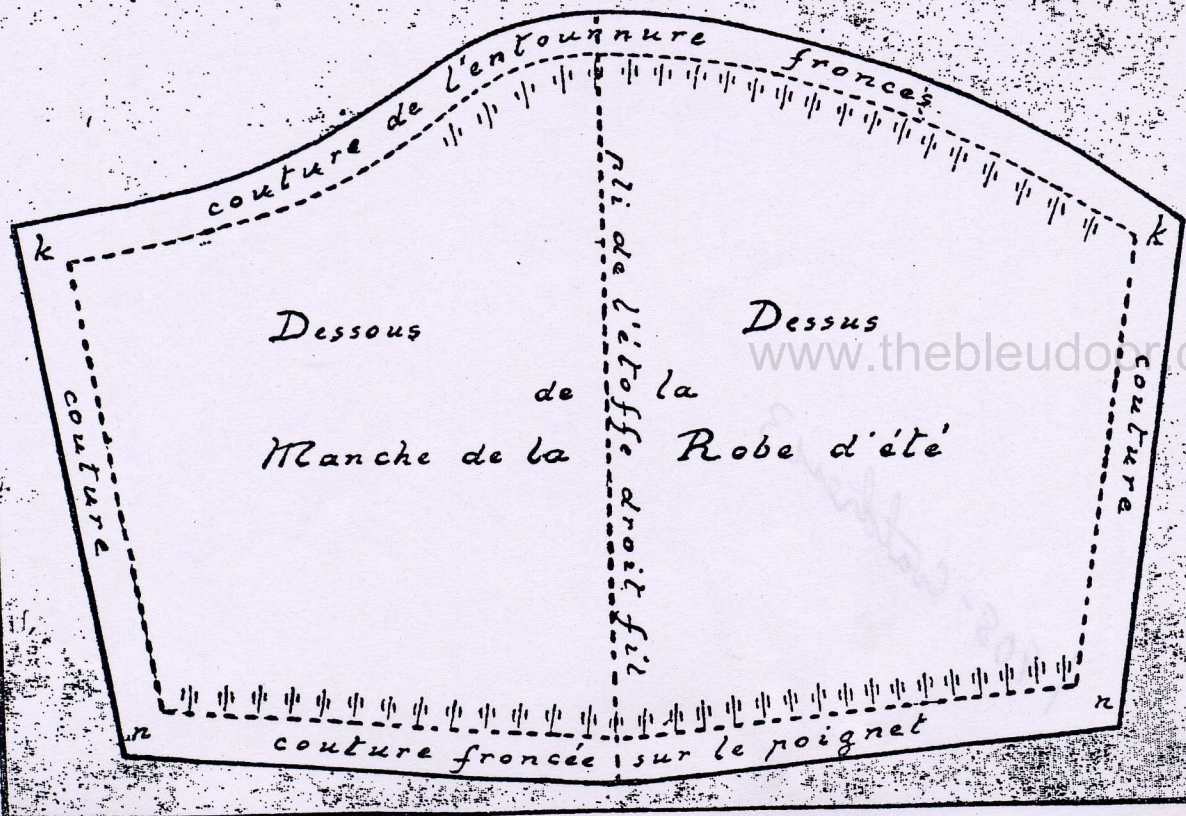 couture de l'entournure froncés
k
k
pli de l'étoffe droit fil
Dessous
Dessus
www.thebleudoor.c
de la
Manche de la Robe d'été
couture
couture
n
n
couture froncée sur le poignet